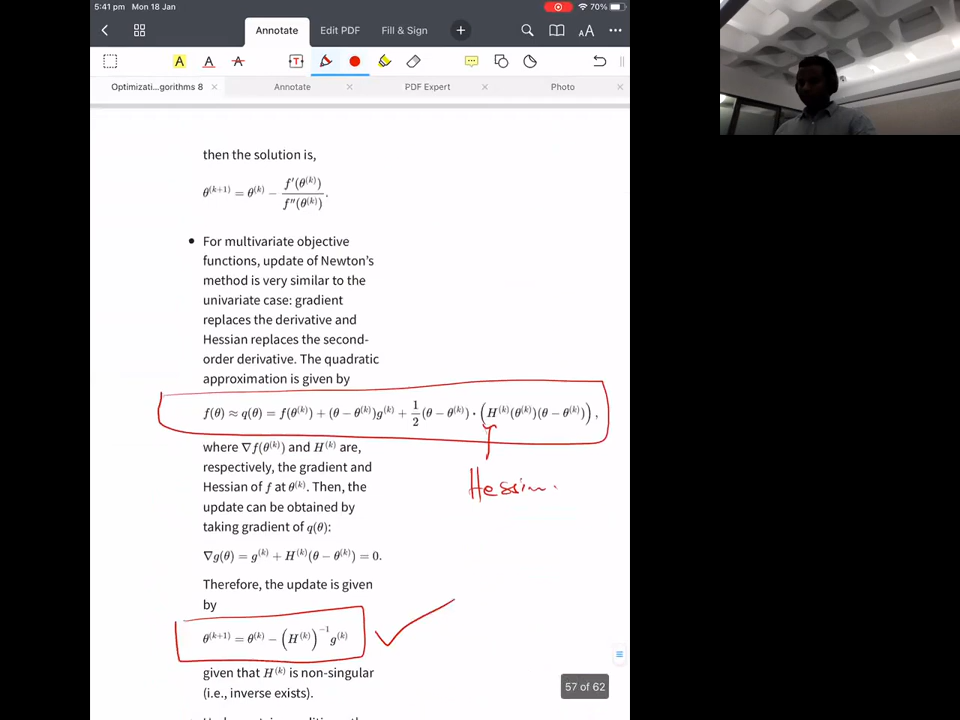 5:41 pm Mon 18 Jan
70%
Annotate
Edit PDF
Fill & Sign
A
A
A
T
AA
Optimizati...gorithms 8
Annotate
PDF Expert
Photo
then the solution is,
θ^{(k+1)} = θ^{(k)} − f′(θ^{(k)}) / f″(θ^{(k)}).
• For multivariate objective
functions, update of Newton's
method is very similar to the
univariate case: gradient
replaces the derivative and
Hessian replaces the second-
order derivative. The quadratic
approximation is given by
f(θ) ≈ q(θ) = f(θ^{(k)}) + (θ − θ^{(k)})g^{(k)} + 1/2 (θ − θ^{(k)}) · (H^{(k)}(θ^{(k)})(θ − θ^{(k)})),
where ∇f(θ^{(k)}) and H^{(k)} are,
respectively, the gradient and
Hessian of f at θ^{(k)}. Then, the
update can be obtained by
taking gradient of q(θ):
Hessian.
∇g(θ) = g^{(k)} + H^{(k)}(θ − θ^{(k)}) = 0.
Therefore, the update is given
by
θ^{(k+1)} = θ^{(k)} − (H^{(k)})^{−1} g^{(k)}
given that H^{(k)} is non-singular
(i.e., inverse exists).
57 of 62